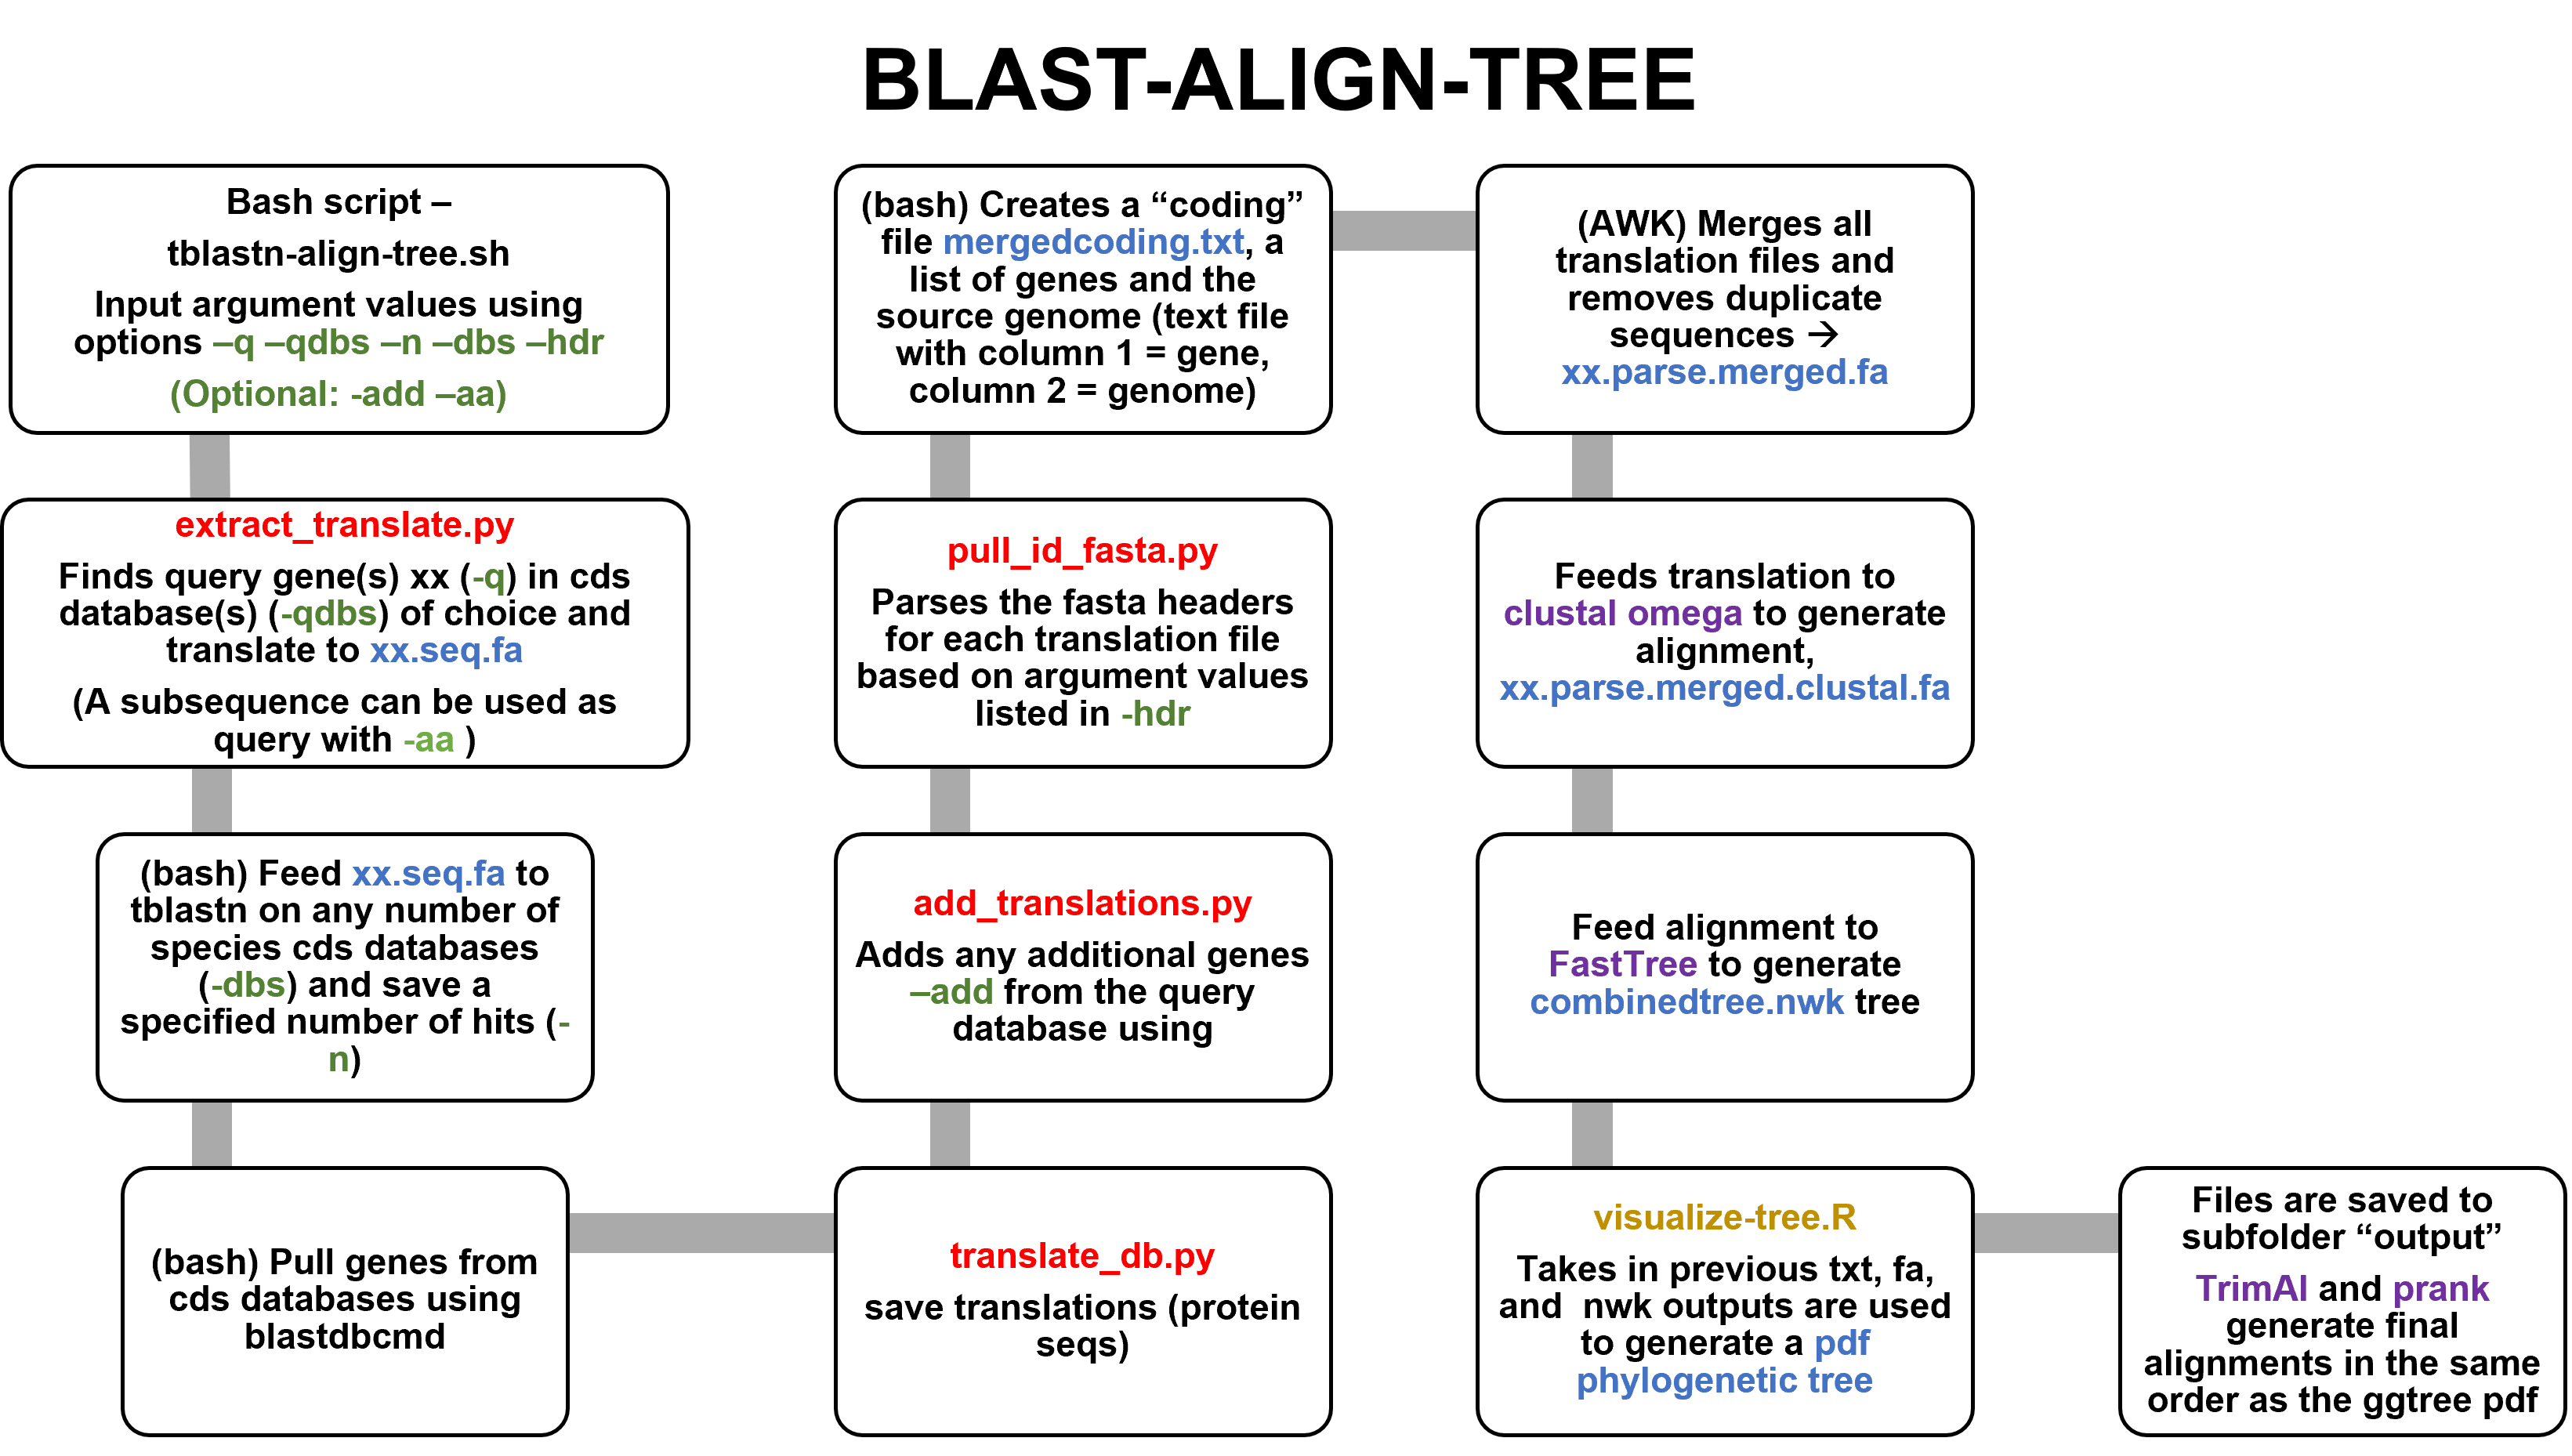 BLAST-ALIGN-TREE
Bash script –
tblastn-align-tree.sh
Input argument values using
options –q –qdbs –n –dbs –hdr
(Optional: -add –aa)
extract_translate.py
Finds query gene(s) xx (-q) in cds
database(s) (-qdbs) of choice and
translate to xx.seq.fa
(A subsequence can be used as
query with -aa )
(bash) Feed xx.seq.fa to
tblastn on any number of
species cds databases
(-dbs) and save a
specified number of hits (-
n)
(bash) Pull genes from
cds databases using
blastdbcmd
translate_db.py
save translations (protein
seqs)
add_translations.py
Adds any additional genes
–add from the query
database using
pull_id_fasta.py
Parses the fasta headers
for each translation file
based on argument values
listed in -hdr
(bash) Creates a “coding”
file mergedcoding.txt, a
list of genes and the
source genome (text file
with column 1 = gene,
column 2 = genome)
(AWK) Merges all
translation files and
removes duplicate
sequences →
xx.parse.merged.fa
Feeds translation to
clustal omega to generate
alignment,
xx.parse.merged.clustal.fa
Feed alignment to
FastTree to generate
combinedtree.nwk tree
visualize-tree.R
Takes in previous txt, fa,
and  nwk outputs are used
to generate a pdf
phylogenetic tree
Files are saved to
subfolder “output”
TrimAl and prank
generate final
alignments in the same
order as the ggtree pdf